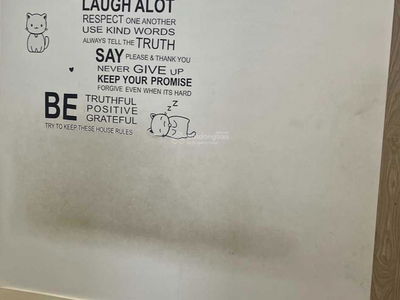 LAUGH ALOT
RESPECT ONE ANOTHER
USE KIND WORDS
ALWAYS TELL THE TRUTH
SAY PLEASE & THANK YOU
NEVER GIVE UP
KEEP YOUR PROMISE
FORGIVE EVEN WHEN ITS HARD
BE TRUTHFUL
POSITIVE
GRATEFUL
TRY TO KEEP THESE HOUSE RULES
z z